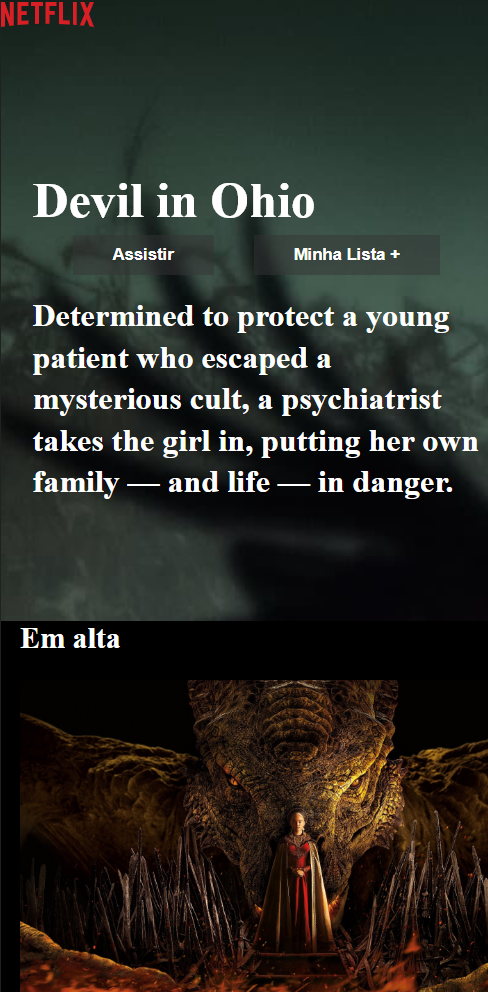 NETFLIX
Devil in Ohio
Assistir
Minha Lista +
Determined to protect a young
patient who escaped a
mysterious cult, a psychiatrist
takes the girl in, putting her own
family — and life — in danger.
Em alta